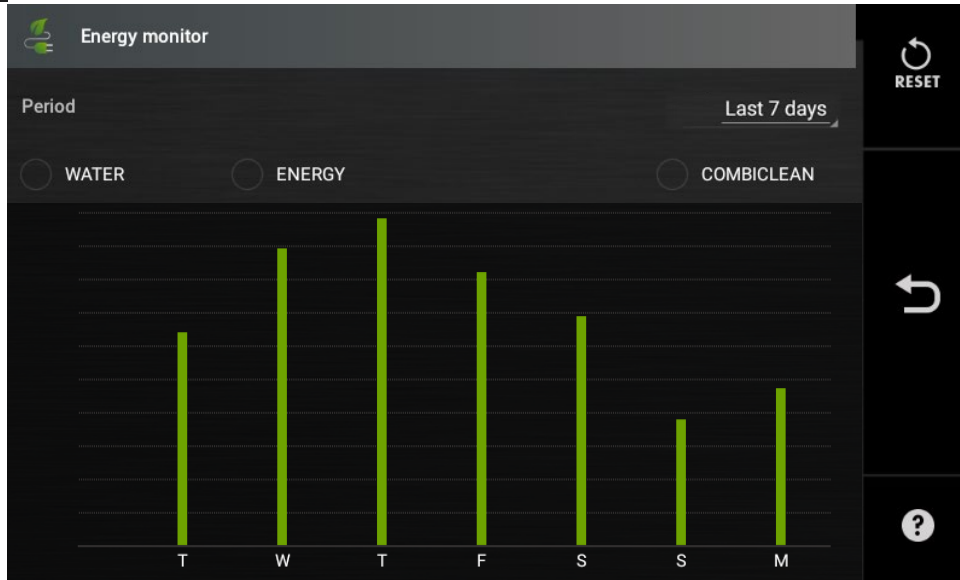 Energy monitor
RESET
Period
Last 7 days
WATER ENERGY COMBICLEAN
T W T F S S M
?